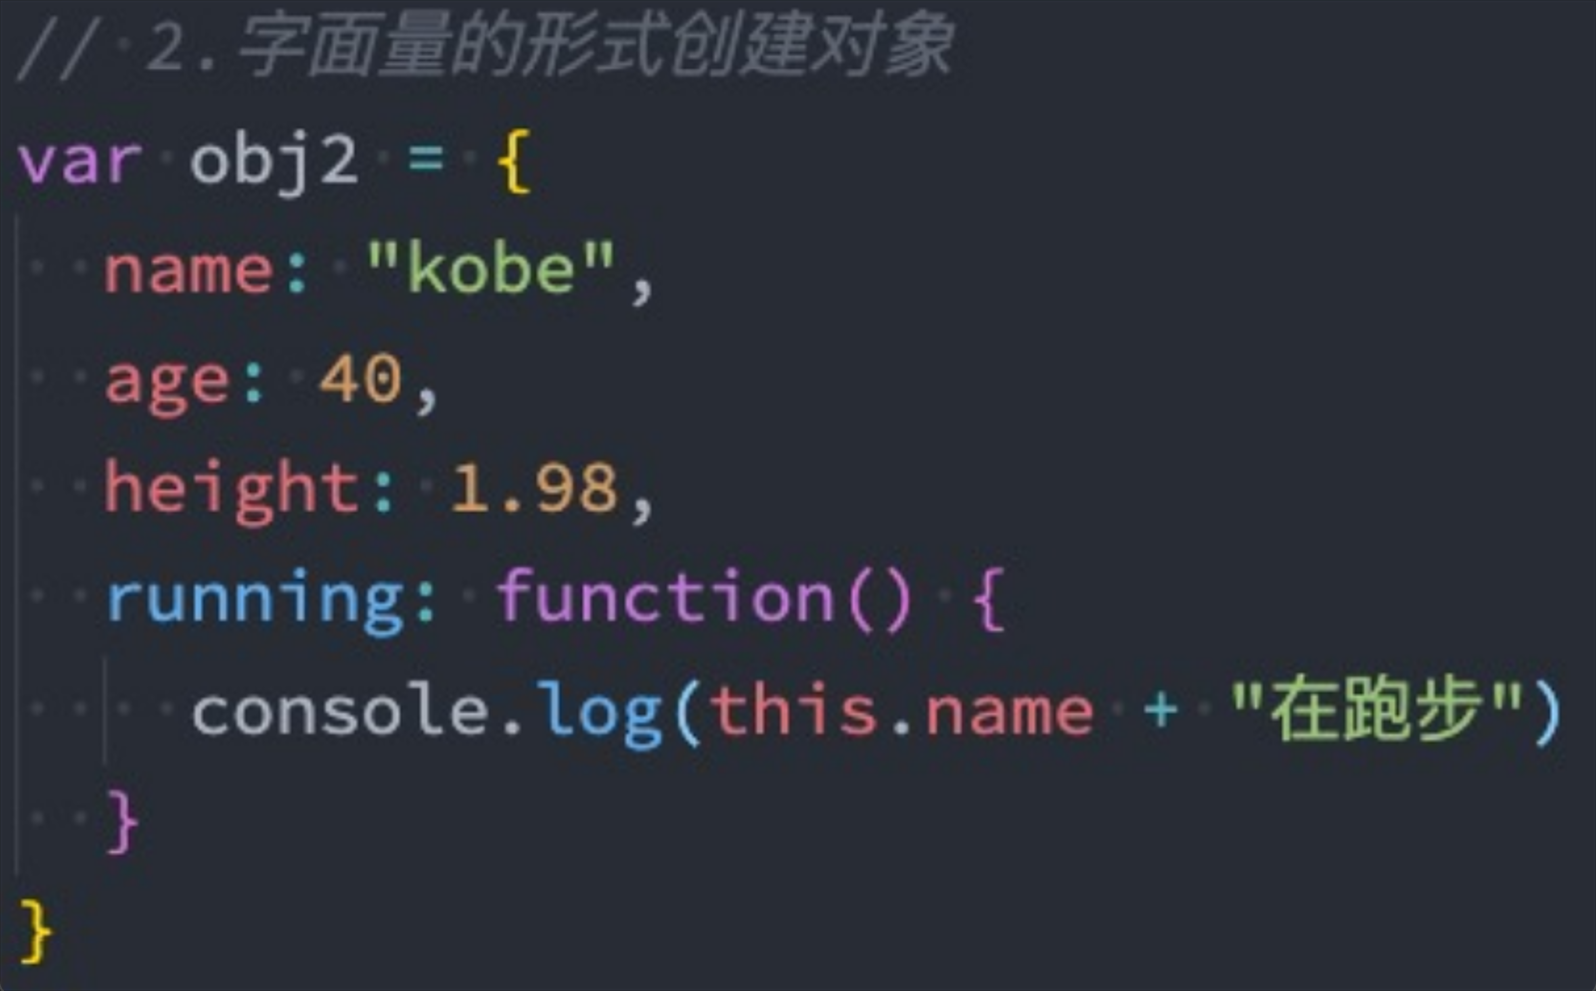 // 2.字面量的形式创建对象
var obj2 = {
  name: "kobe",
  age: 40,
  height: 1.98,
  running: function() {
    console.log(this.name + "在跑步")
  }
}